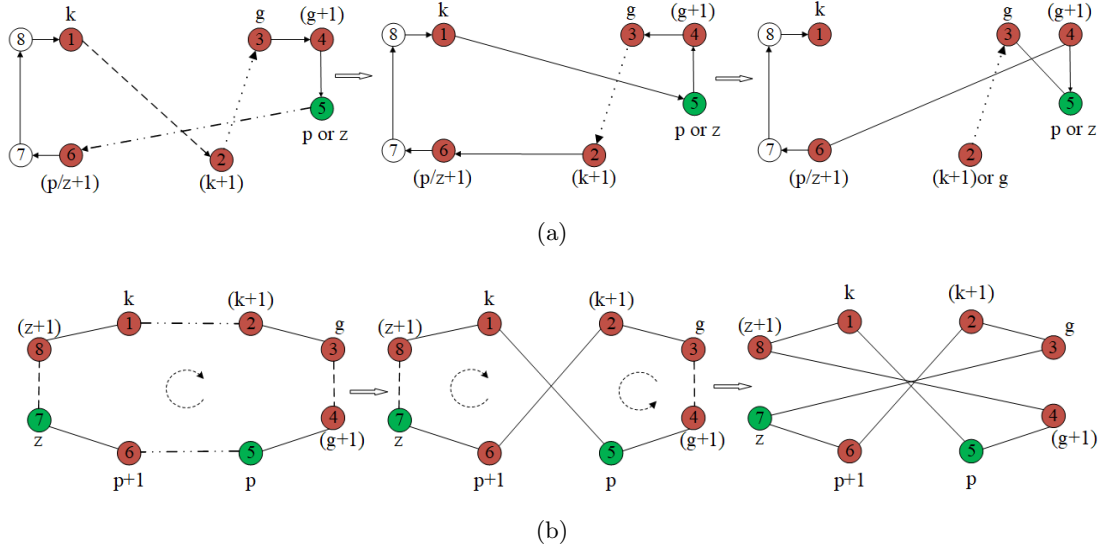 k g (g+1) g (g+1) g (g+1)
8 1 3 4 8 1 3 4 8 k 1 3 4
5 5 5
p or z p or z p or z
7 6 2 7 6 2 7 6 2
(p/z+1) (k+1) (p/z+1) (k+1) (p/z+1) (k+1)or g
(a)
k (k+1) k (k+1) k (k+1)
(z+1) 1 2 g (z+1) 1 2 g (z+1) 1 2 g
8 3 8 3 8 3
7 4 7 4 7 4
z (g+1) z (g+1) z (g+1)
6 5 6 5 6 5
p+1 p p+1 p p+1 p
(b)